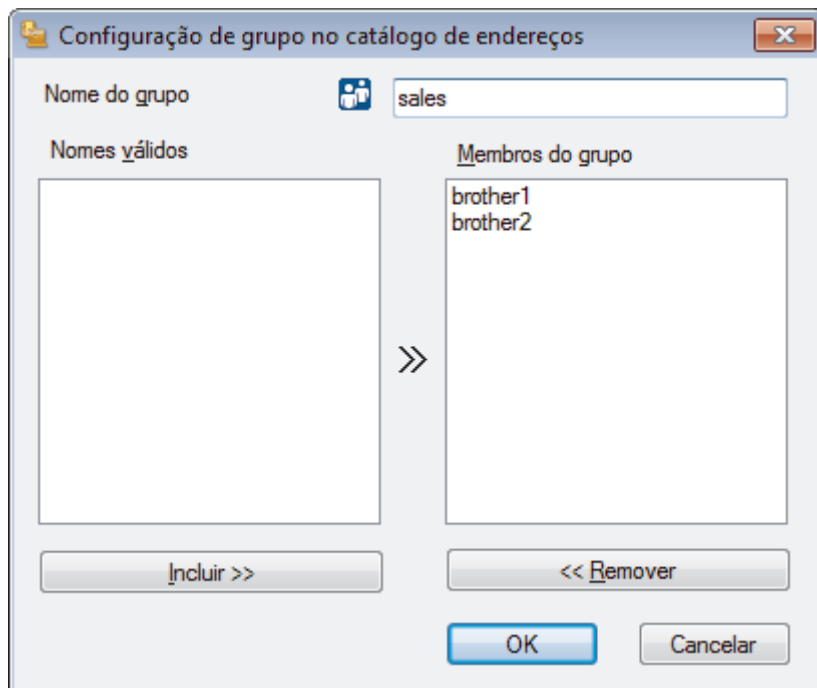 Configuração de grupo no catálogo de endereços
Nome do grupo
sales
Nomes válidos
Membros do grupo
brother1
brother2
Incluir >>
<< Remover
OK
Cancelar